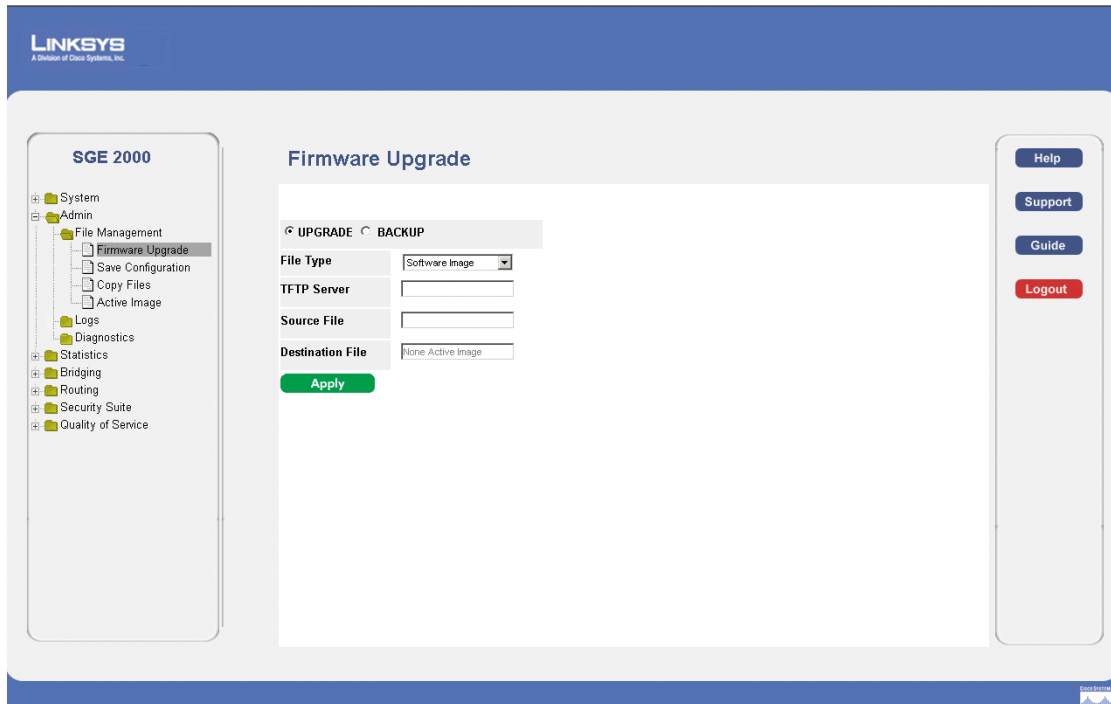 LINKSYS
A Division of Cisco Systems, Inc.
SGE 2000
System
Admin
File Management
Firmware Upgrade
Save Configuration
Copy Files
Active Image
Logs
Diagnostics
Statistics
Bridging
Routing
Security Suite
Quality of Service
Firmware Upgrade
UPGRADE BACKUP
File Type Software Image
TFTP Server
Source File
Destination File None Active Image
Apply
Help
Support
Guide
Logout
CISCO SYSTEM